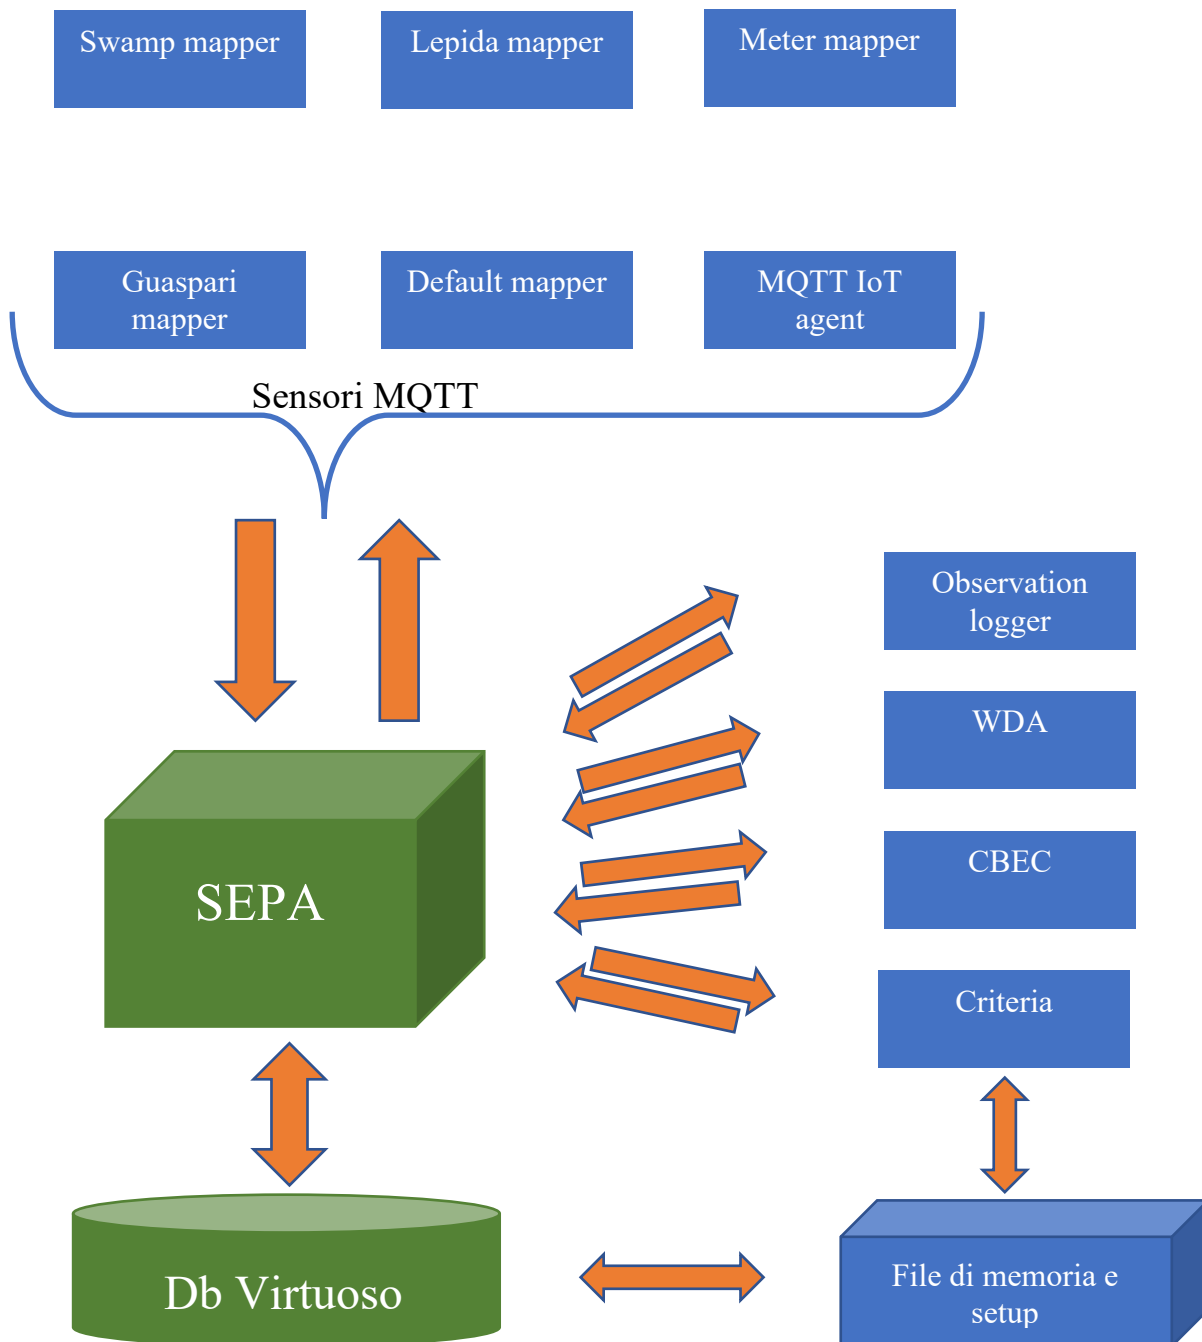 Swamp mapper
Lepida mapper
Meter mapper
Guaspari
mapper
Default mapper
MQTT IoT
agent
Sensori MQTT
Observation
logger
WDA
CBEC
SEPA
Criteria
Db Virtuoso
File di memoria e
setup